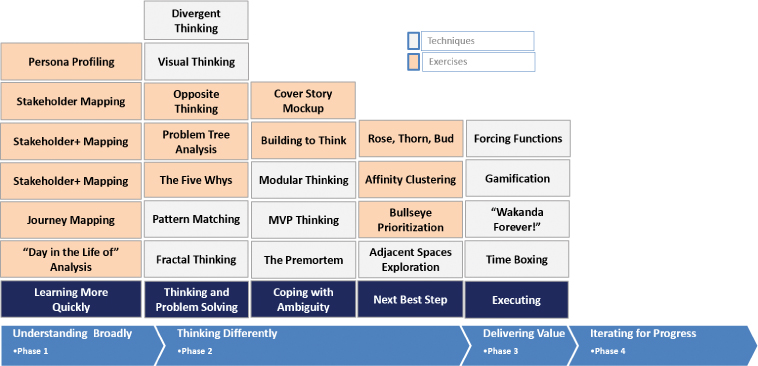 Divergent
Thinking
Techniques
Exercises
Persona Profiling
Visual Thinking
Stakeholder Mapping
Opposite
Thinking
Cover Story
Mockup
Stakeholder+ Mapping
Problem Tree
Analysis
Building to Think
Rose, Thorn, Bud
Forcing Functions
Stakeholder+ Mapping
The Five Whys
Modular Thinking
Affinity Clustering
Gamification
Journey Mapping
Pattern Matching
MVP Thinking
Bullseye
Prioritization
“Wakanda
Forever!”
“Day in the Life of”
Analysis
Fractal Thinking
The Premortem
Adjacent Spaces
Exploration
Time Boxing
Learning More
Quickly
Thinking and
Problem Solving
Coping with
Ambiguity
Next Best Step
Executing
Understanding Broadly
•Phase 1
Thinking Differently
•Phase 2
Delivering Value
•Phase 3
Iterating for Progress
•Phase 4